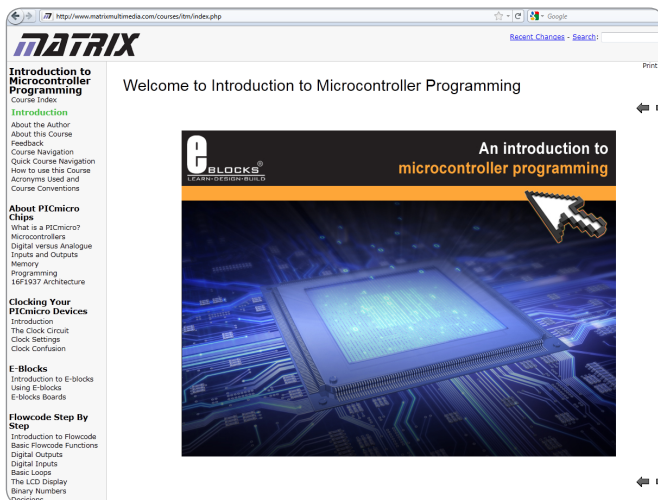 http://www.matrixmultimedia.com/courses/itm/index.php
Google
MATRIX
Recent Changes - Search:
Print
Introduction to
Microcontroller
Programming
Course Index
Introduction
About the Author
About this Course
Feedback
Course Navigation
Quick Course Navigation
How to use this Course
Acronyms Used and
Course Conventions
About PICmicro
Chips
What is a PICmicro?
Microcontrollers
Digital versus Analogue
Inputs and Outputs
Memory
Programming
16F1937 Architecture
Clocking Your
PICmicro Devices
Introduction
The Clock Circuit
Clock Settings
Clock Confusion
E-Blocks
Introduction to E-blocks
Using E-blocks
E-blocks Boards
Flowcode Step By
Step
Introduction to Flowcode
Basic Flowcode Functions
Digital Outputs
Digital Inputs
Basic Loops
The LCD Display
Binary Numbers
Decisions
Welcome to Introduction to Microcontroller Programming
e BLOCKS®
LEARN-DESIGN-BUILD
An introduction to
microcontroller programming